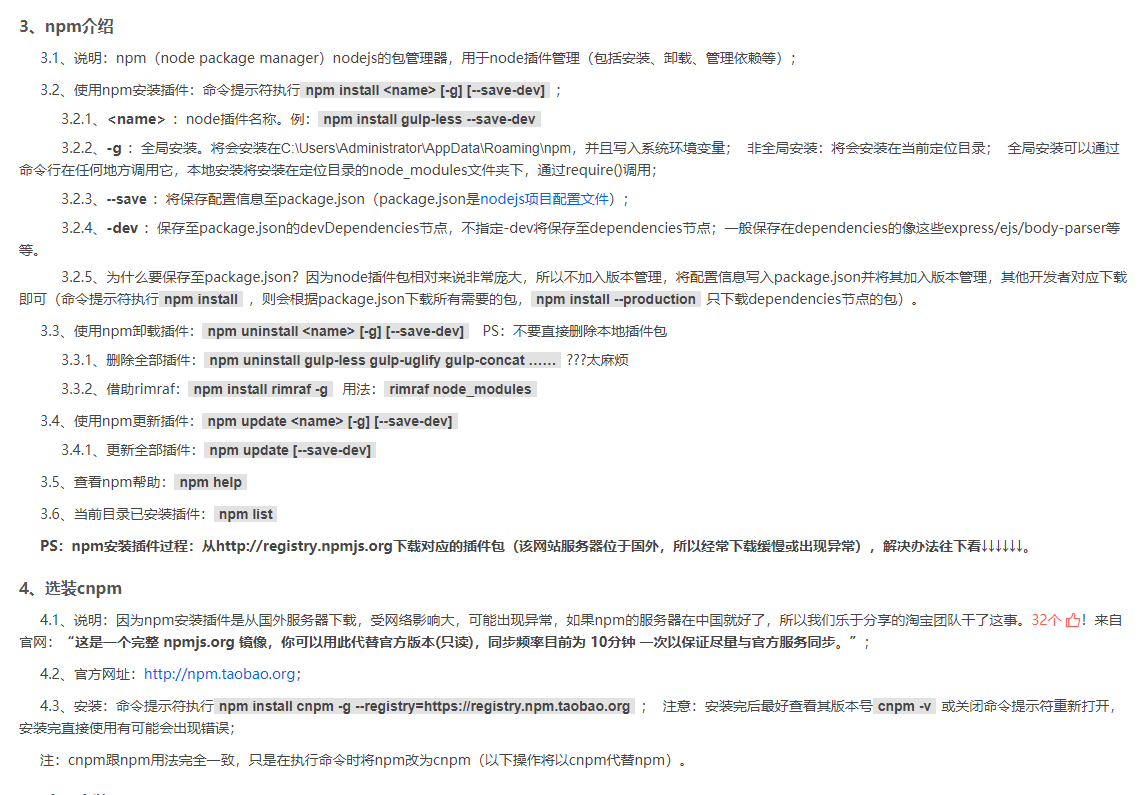 3、npm介绍
3.1、说明：npm（node package manager）nodejs的包管理器，用于node插件管理（包括安装、卸载、管理依赖等）；
3.2、使用npm安装插件：命令提示符执行 npm install <name> [-g] [--save-dev] ；
3.2.1、<name> ：node插件名称。例： npm install gulp-less --save-dev
3.2.2、-g ：全局安装。将会安装在C:\Users\Administrator\AppData\Roaming\npm，并且写入系统环境变量； 非全局安装：将会安装在当前定位目录； 全局安装可以通过
命令行在任何地方调用它，本地安装将安装在定位目录的node_modules文件夹下，通过require()调用；
3.2.3、--save ：将保存配置信息至package.json（package.json是nodejs项目配置文件）；
3.2.4、-dev ：保存至package.json的devDependencies节点，不指定-dev将保存至dependencies节点；一般保存在dependencies的像这些express/ejs/body-parser等
等。
3.2.5、为什么要保存至package.json？因为node插件包相对来说非常庞大，所以不加入版本管理，将配置信息写入package.json并将其加入版本管理，其他开发者对应下载
即可（命令提示符执行 npm install ，则会根据package.json下载所有需要的包， npm install --production 只下载dependencies节点的包）。
3.3、使用npm卸载插件： npm uninstall <name> [-g] [--save-dev] PS：不要直接删除本地插件包
3.3.1、删除全部插件： npm uninstall gulp-less gulp-uglify gulp-concat …… ???太麻烦
3.3.2、借助rimraf： npm install rimraf -g 用法： rimraf node_modules
3.4、使用npm更新插件： npm update <name> [-g] [--save-dev]
3.4.1、更新全部插件： npm update [--save-dev]
3.5、查看npm帮助： npm help
3.6、当前目录已安装插件： npm list
PS：npm安装插件过程：从http://registry.npmjs.org下载对应的插件包（该网站服务器位于国外，所以经常下载缓慢或出现异常），解决办法往下看↓↓↓↓↓↓。
4、选装cnpm
4.1、说明：因为npm安装插件是从国外服务器下载，受网络影响大，可能出现异常，如果npm的服务器在中国就好了，所以我们乐于分享的淘宝团队干了这事。32个！来自
官网：“这是一个完整 npmjs.org 镜像，你可以用此代替官方版本(只读)，同步频率目前为 10分钟 一次以保证尽量与官方服务同步。”；
4.2、官方网址：http://npm.taobao.org；
4.3、安装：命令提示符执行 npm install cnpm -g --registry=https://registry.npm.taobao.org ； 注意：安装完后最好查看其版本号 cnpm -v 或关闭命令提示符重新打开，
安装完直接使用有可能会出现错误；
注：cnpm跟npm用法完全一致，只是在执行命令时将npm改为cnpm（以下操作将以cnpm代替npm）。